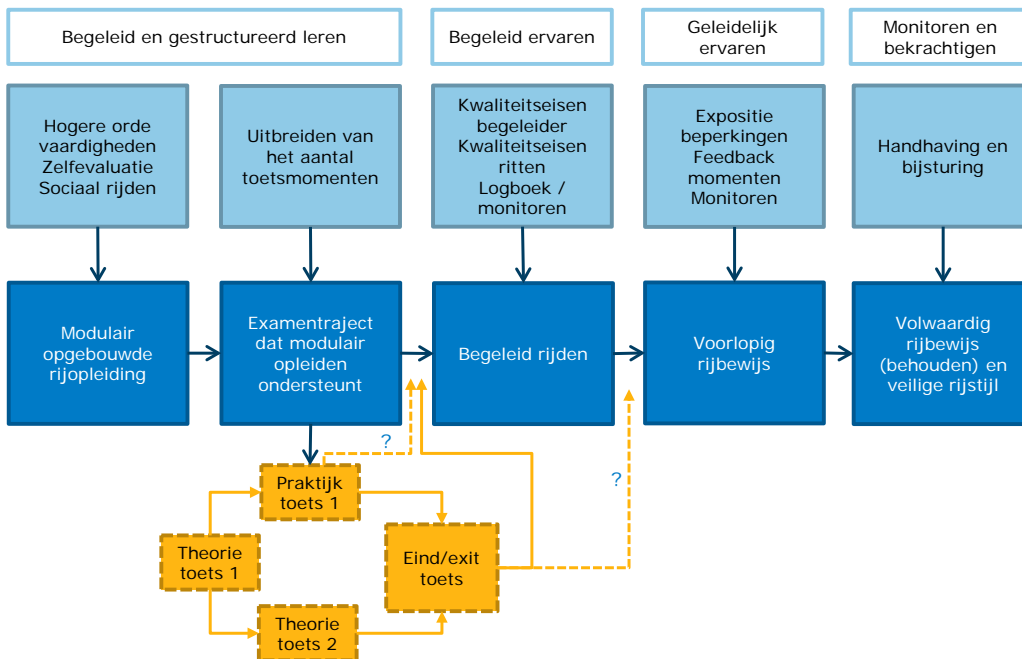 Begeleid en gestructureerd leren
Begeleid ervaren
Geleidelijk
ervaren
Monitoren en
bekrachtigen
Hogere orde
vaardigheden
Zelfevaluatie
Sociaal rijden
Uitbreiden van
het aantal
toetsmomenten
Kwaliteitseisen
begeleider
Kwaliteitseisen
ritten
Logboek /
monitoren
Expositie
beperkingen
Feedback
momenten
Monitoren
Handhaving en
bijsturing
Modulair
opgebouwde
rijopleiding
Examentraject
dat modulair
opleiden
ondersteunt
Begeleid rijden
Voorlopig
rijbewijs
Volwaardig
rijbewijs
(behouden) en
veilige rijstijl
?
?
Praktijk
toets 1
Theorie
toets 1
Eind/exit
toets
Theorie
toets 2